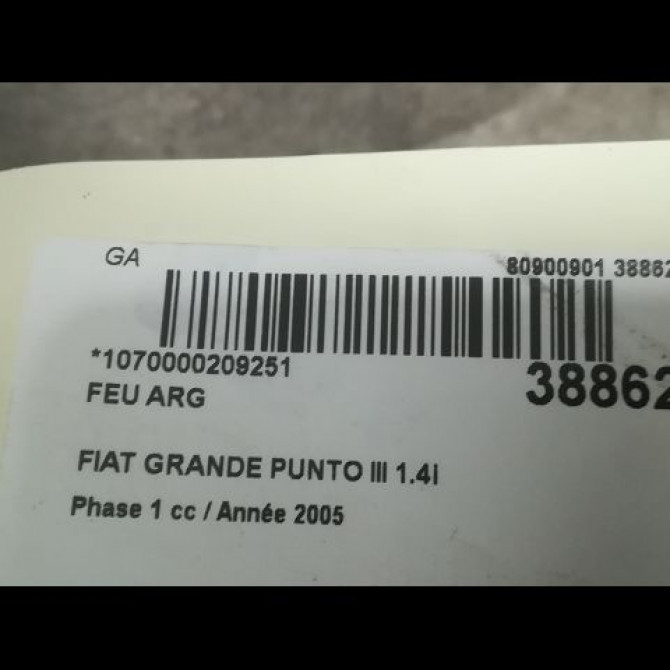 GA
80900901 38862
*1070000209251
38862
FEU ARG
FIAT GRANDE PUNTO III 1.4i
Phase 1 cc / Année 2005